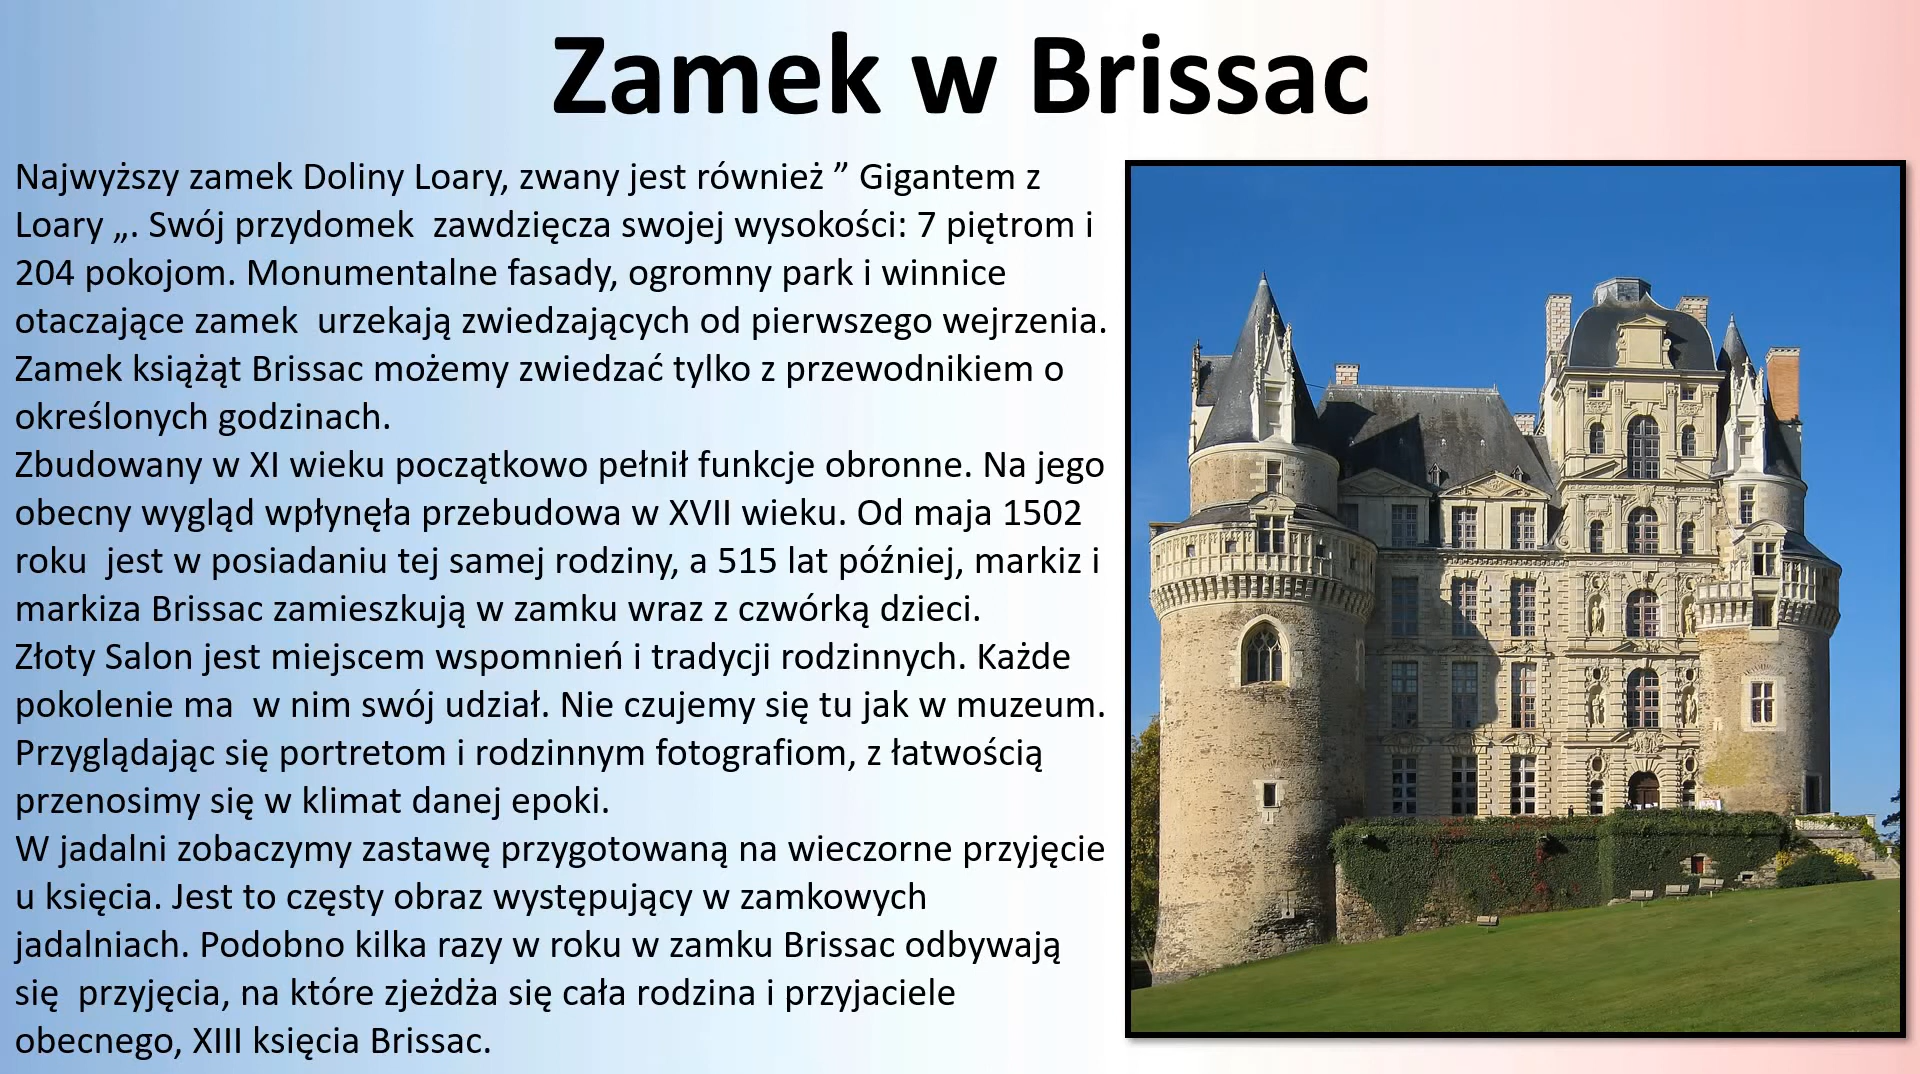 Zamek w Brissac
Najwyższy zamek Doliny Loary, zwany jest również ” Gigantem z
Loary „. Swój przydomek  zawdzięcza swojej wysokości: 7 piętrom i
204 pokojom. Monumentalne fasady, ogromny park i winnice
otaczające zamek  urzekają zwiedzających od pierwszego wejrzenia.
Zamek książąt Brissac możemy zwiedzać tylko z przewodnikiem o
określonych godzinach.
Zbudowany w XI wieku początkowo pełnił funkcje obronne. Na jego
obecny wygląd wpłynęła przebudowa w XVII wieku. Od maja 1502
roku  jest w posiadaniu tej samej rodziny, a 515 lat później, markiz i
markiza Brissac zamieszkują w zamku wraz z czwórką dzieci.
Złoty Salon jest miejscem wspomnień i tradycji rodzinnych. Każde
pokolenie ma  w nim swój udział. Nie czujemy się tu jak w muzeum.
Przyglądając się portretom i rodzinnym fotografiom, z łatwością
przenosimy się w klimat danej epoki.
W jadalni zobaczymy zastawę przygotowaną na wieczorne przyjęcie
u księcia. Jest to częsty obraz występujący w zamkowych
jadalniach. Podobno kilka razy w roku w zamku Brissac odbywają
się  przyjęcia, na które zjeżdża się cała rodzina i przyjaciele
obecnego, XIII księcia Brissac.